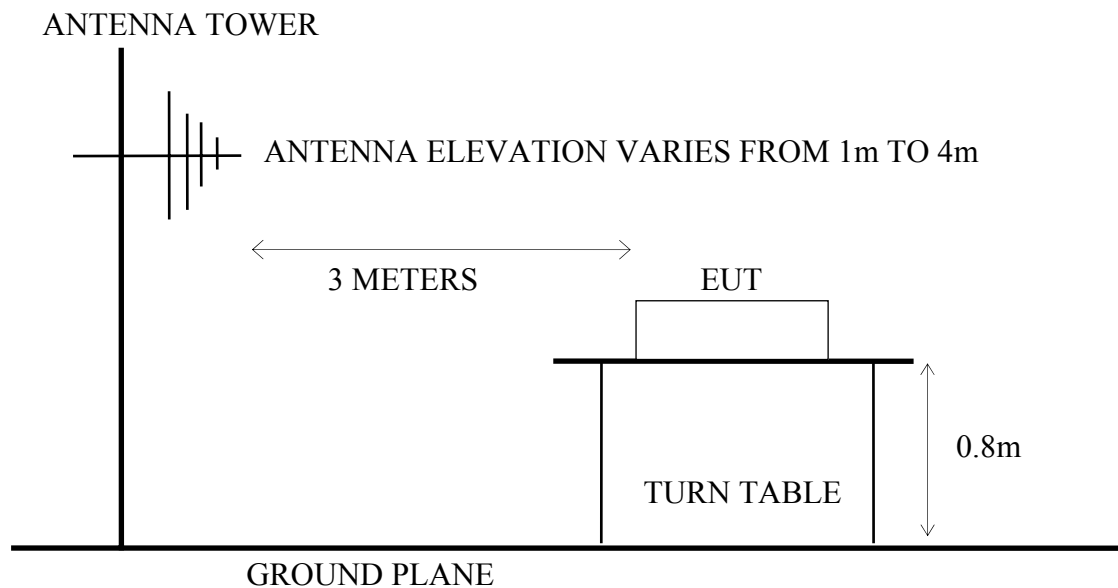 ANTENNA TOWER
ANTENNA ELEVATION VARIES FROM 1m TO 4m
3 METERS
EUT
0.8m
TURN TABLE
GROUND PLANE